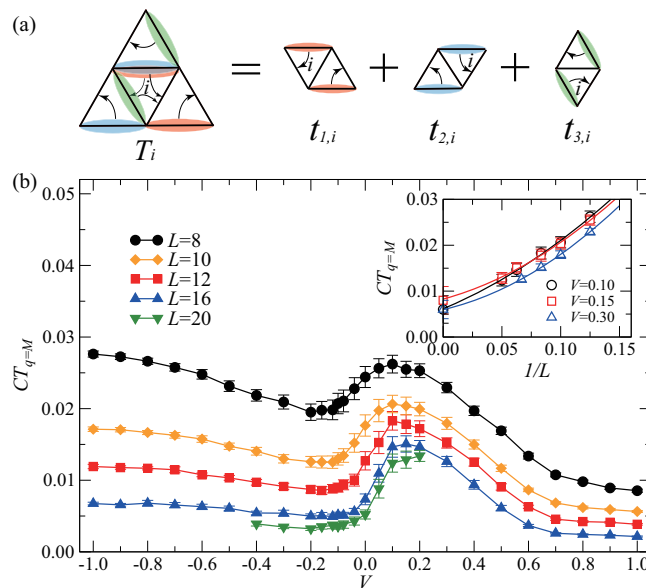 (a)
i = i + i + i
T_i t_{1,i} t_{2,i} t_{3,i}
(b)
0.05
0.04
0.03
0.02
0.01
0.00
CT_{q=M}
L=8
L=10
L=12
L=16
L=20
0.03
0.02
0.01
0.00
CT_{q=M}
V=0.10
V=0.15
V=0.30
0.00 0.05 0.10 0.15
1/L
-1.0 -0.8 -0.6 -0.4 -0.2 0.0 0.2 0.4 0.6 0.8 1.0
V